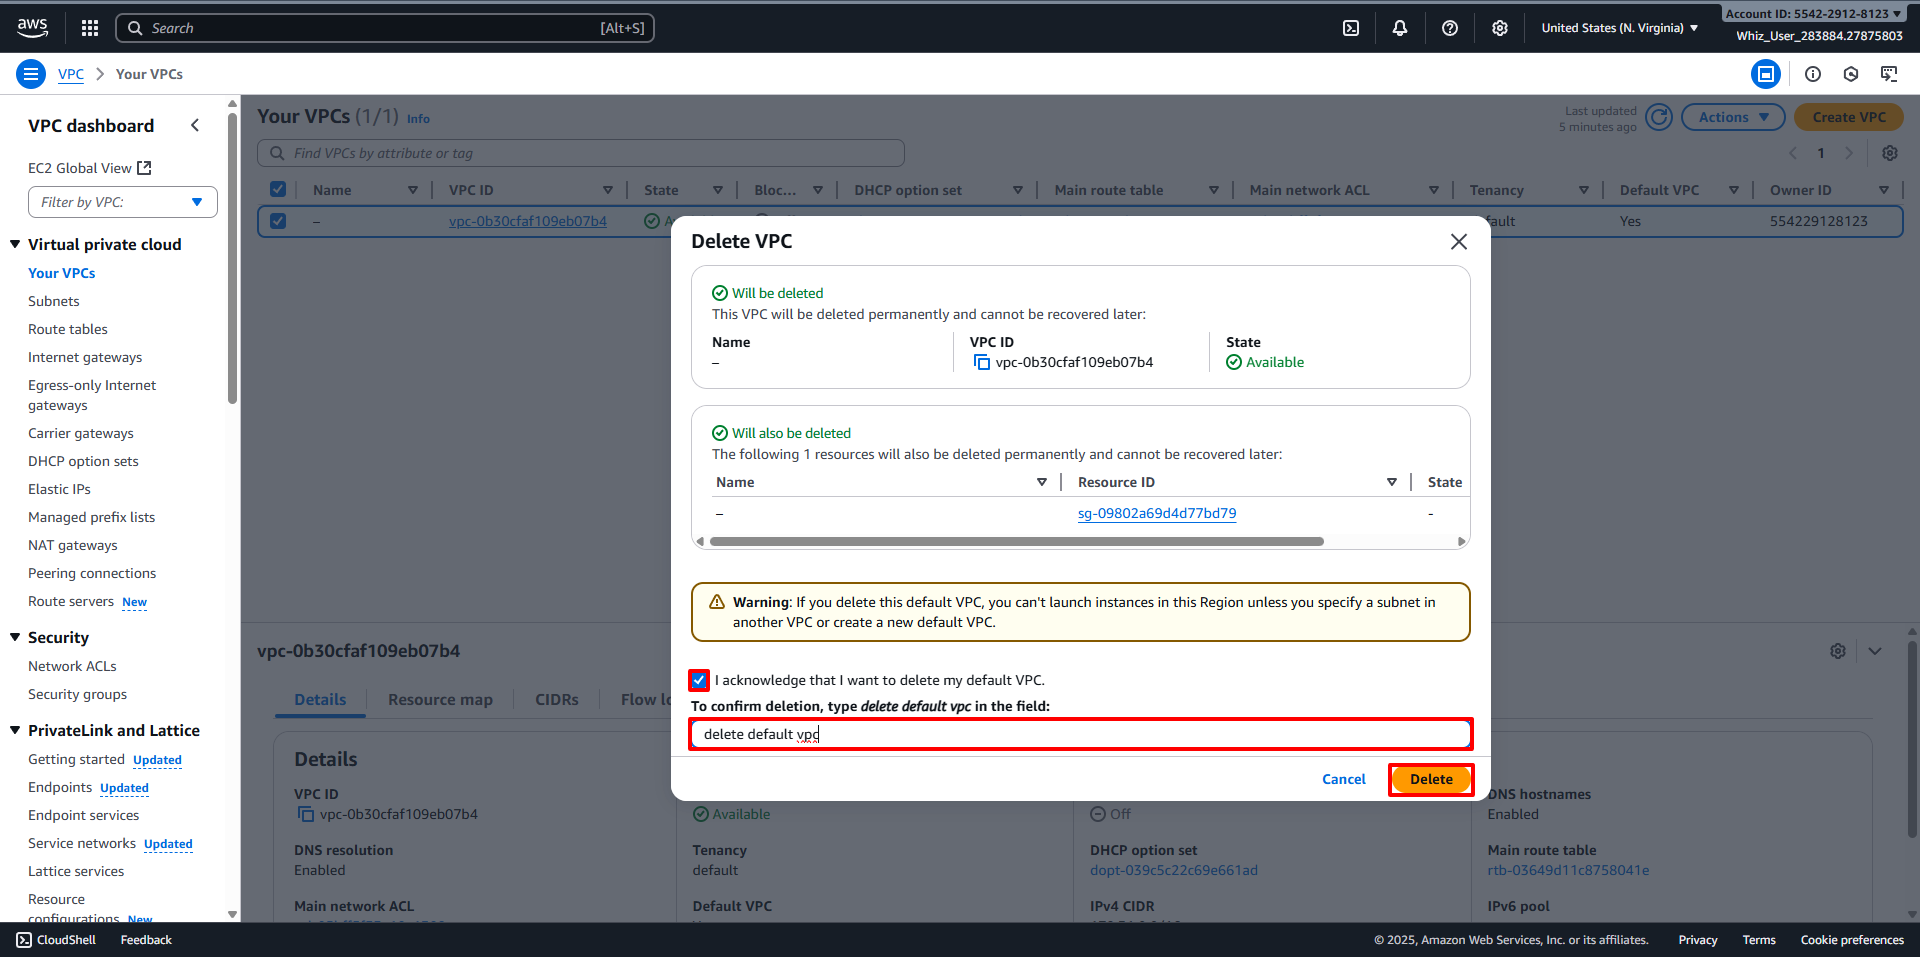 aws
Search [Alt+S]
United States (N. Virginia)
Account ID: 5542-2912-8123
Whiz_User_283884.27875803
VPC Your VPCs
VPC dashboard
EC2 Global View
Filter by VPC:
Virtual private cloud
Your VPCs
Subnets
Route tables
Internet gateways
Egress-only Internet
gateways
Carrier gateways
DHCP option sets
Elastic IPs
Managed prefix lists
NAT gateways
Peering connections
Route servers New
Security
Network ACLs
Security groups
PrivateLink and Lattice
Getting started Updated
Endpoints Updated
Endpoint services
Service networks Updated
Lattice services
Resource
configurations New
Your VPCs (1/1) Info
Last updated
5 minutes ago
Actions
Create VPC
Find VPCs by attribute or tag
1
Name VPC ID State Bloc... DHCP option set Main route table Main network ACL Tenancy Default VPC Owner ID
– vpc-0b30cfaf109eb07b4 Yes 554229128123
Delete VPC
Will be deleted
This VPC will be deleted permanently and cannot be recovered later:
Name VPC ID State
– vpc-0b30cfaf109eb07b4 Available
Will also be deleted
The following 1 resources will also be deleted permanently and cannot be recovered later:
Name Resource ID State
– sg-09802a69d4d77bd79 -
Warning: If you delete this default VPC, you can't launch instances in this Region unless you specify a subnet in
another VPC or create a new default VPC.
I acknowledge that I want to delete my default VPC.
To confirm deletion, type delete default vpc in the field:
delete default vpc
Cancel Delete
vpc-0b30cfaf109eb07b4
Details Resource map CIDRs Flow
Details
VPC ID
vpc-0b30cfaf109eb07b4
Available
Off
DNS hostnames
Enabled
DNS resolution
Enabled
Tenancy
default
DHCP option set
dopt-039c5c22c69e661ad
Main route table
rtb-03649d11c8758041e
Main network ACL
Default VPC
IPv4 CIDR
IPv6 pool
CloudShell Feedback
© 2025, Amazon Web Services, Inc. or its affiliates. Privacy Terms Cookie preferences